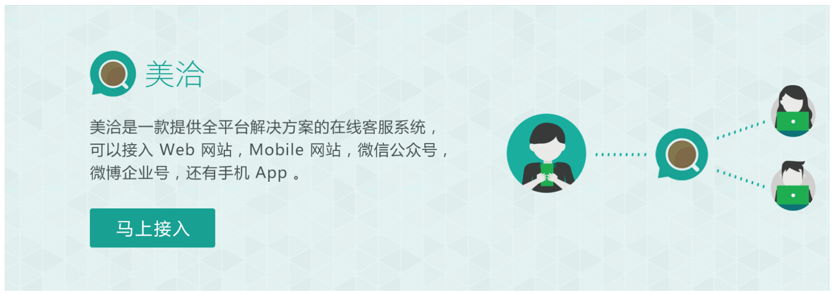 美洽
美洽是一款提供全平台解决方案的在线客服系统，
可以接入 Web 网站，Mobile 网站，微信公众号，
微博企业号，还有手机 App 。
马上接入